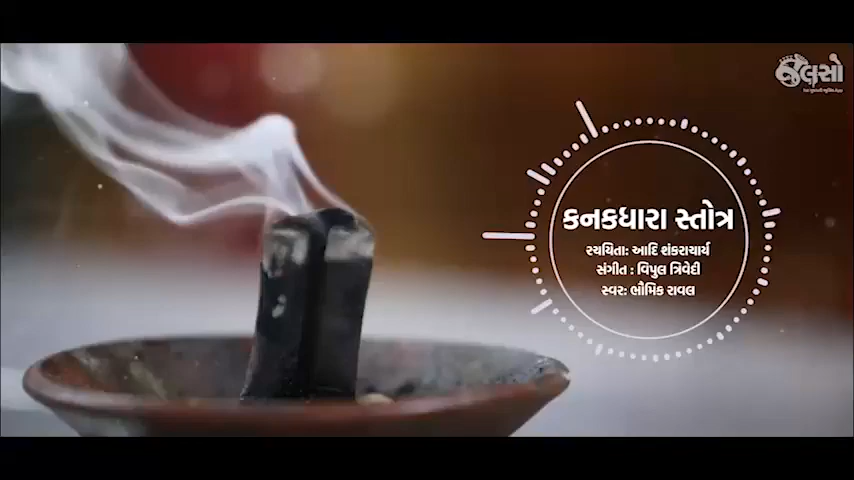 જલસો
કનકધારા સ્તોત્ર
રચયિતા: આદિ શંકરાચાર્ય
સંગીત : વિપુલ ત્રિવેદી
સ્વર: ભૌમિક રાવલ